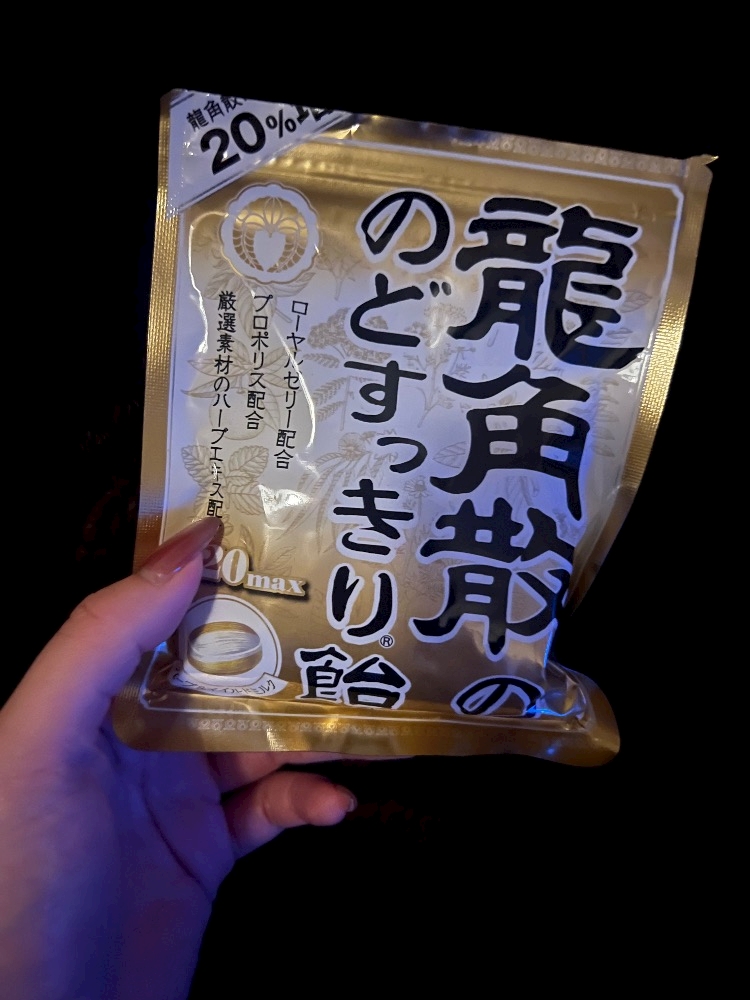 龍角散
20%
龍角散の
のどすっきり飴®
ローヤルゼリー配合
プロポリス配合
厳選素材のハーブエキス配
20max